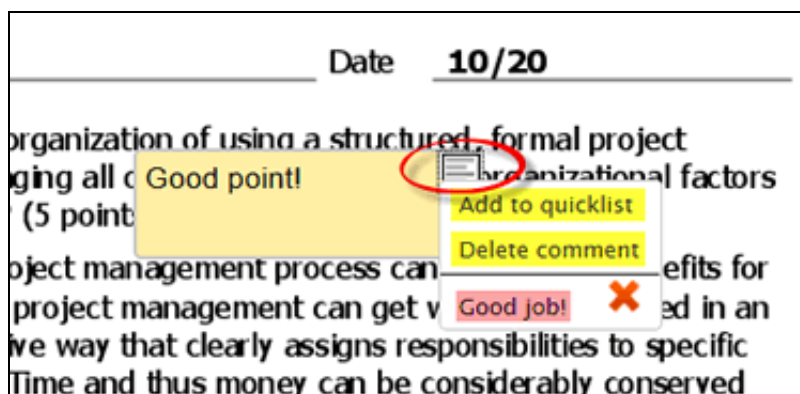 Date 10/20
organization of using a structured, formal project
ging all organizational factors
Good point!
(5 point
Add to quicklist
Delete comment
oject management process can efits for
project management can get ed in an
Good job!
ve way that clearly assigns responsibilities to specific
Time and thus money can be considerably conserved